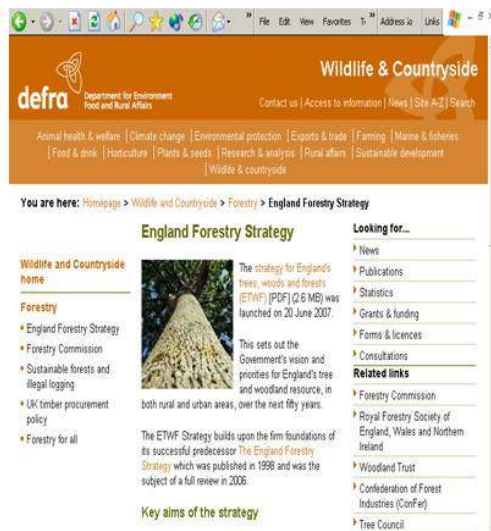 File Edit View Favorites T Address Links
Wildlife & Countryside
defra Department for Environment
Food and Rural Affairs
Contact us | Access to information | News | Site A-Z | Search
Animal health & welfare | Climate change | Environmental protection | Exports & trade | Farming | Marine & fisheries
| Food & drink | Horticulture | Plants & seeds | Research & analysis | Rural affairs | Sustainable development
| Wildlife & countryside
You are here: Homepage > Wildlife and Countryside > Forestry > England Forestry Strategy
Wildlife and Countryside
home
Forestry
• England Forestry Strategy
• Forestry Commission
• Sustainable forests and
illegal logging
• UK timber procurement
policy
• Forestry for all
England Forestry Strategy
The strategy for England's
trees, woods and forests
(ETWF) [PDF] (2.6 MB) was
launched on 20 June 2007.
This sets out the
Government's vision and
priorities for England's tree
and woodland resource, in
both rural and urban areas, over the next fifty years.
The ETWF Strategy builds upon the firm foundations of
its successful predecessor The England Forestry
Strategy which was published in 1998 and was the
subject of a full review in 2006.
Key aims of the strategy
Looking for...
News
Publications
Statistics
Grants & funding
Forms & licences
Consultations
Related links
Forestry Commission
Royal Forestry Society of
England, Wales and Northern
Ireland
Woodland Trust
Confederation of Forest
Industries (ConFor)
Tree Council